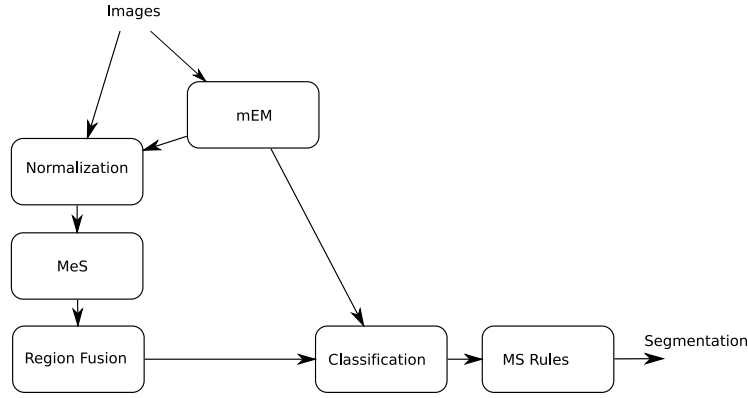 Images
mEM
Normalization
MeS
Region Fusion
Classification
MS Rules
Segmentation